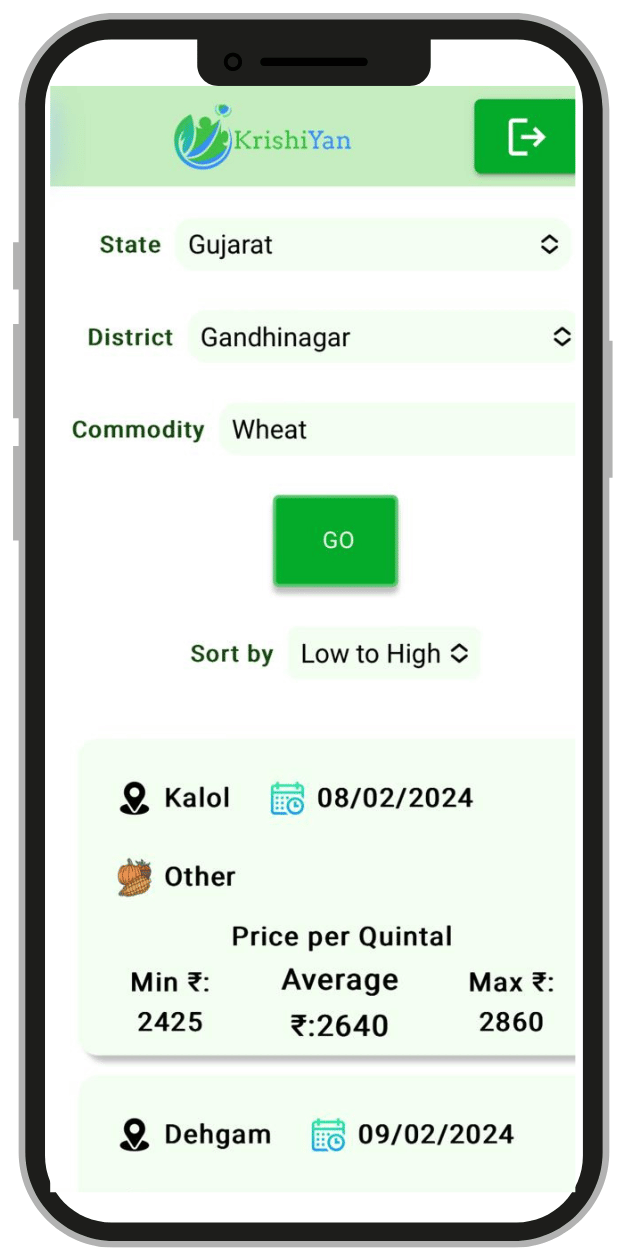 KrishiYan
State Gujarat
District Gandhinagar
Commodity Wheat
GO
Sort by Low to High
Kalol 08/02/2024
Other
Price per Quintal
Min ₹: Average Max ₹:
2425 ₹:2640 2860
Dehgam 09/02/2024